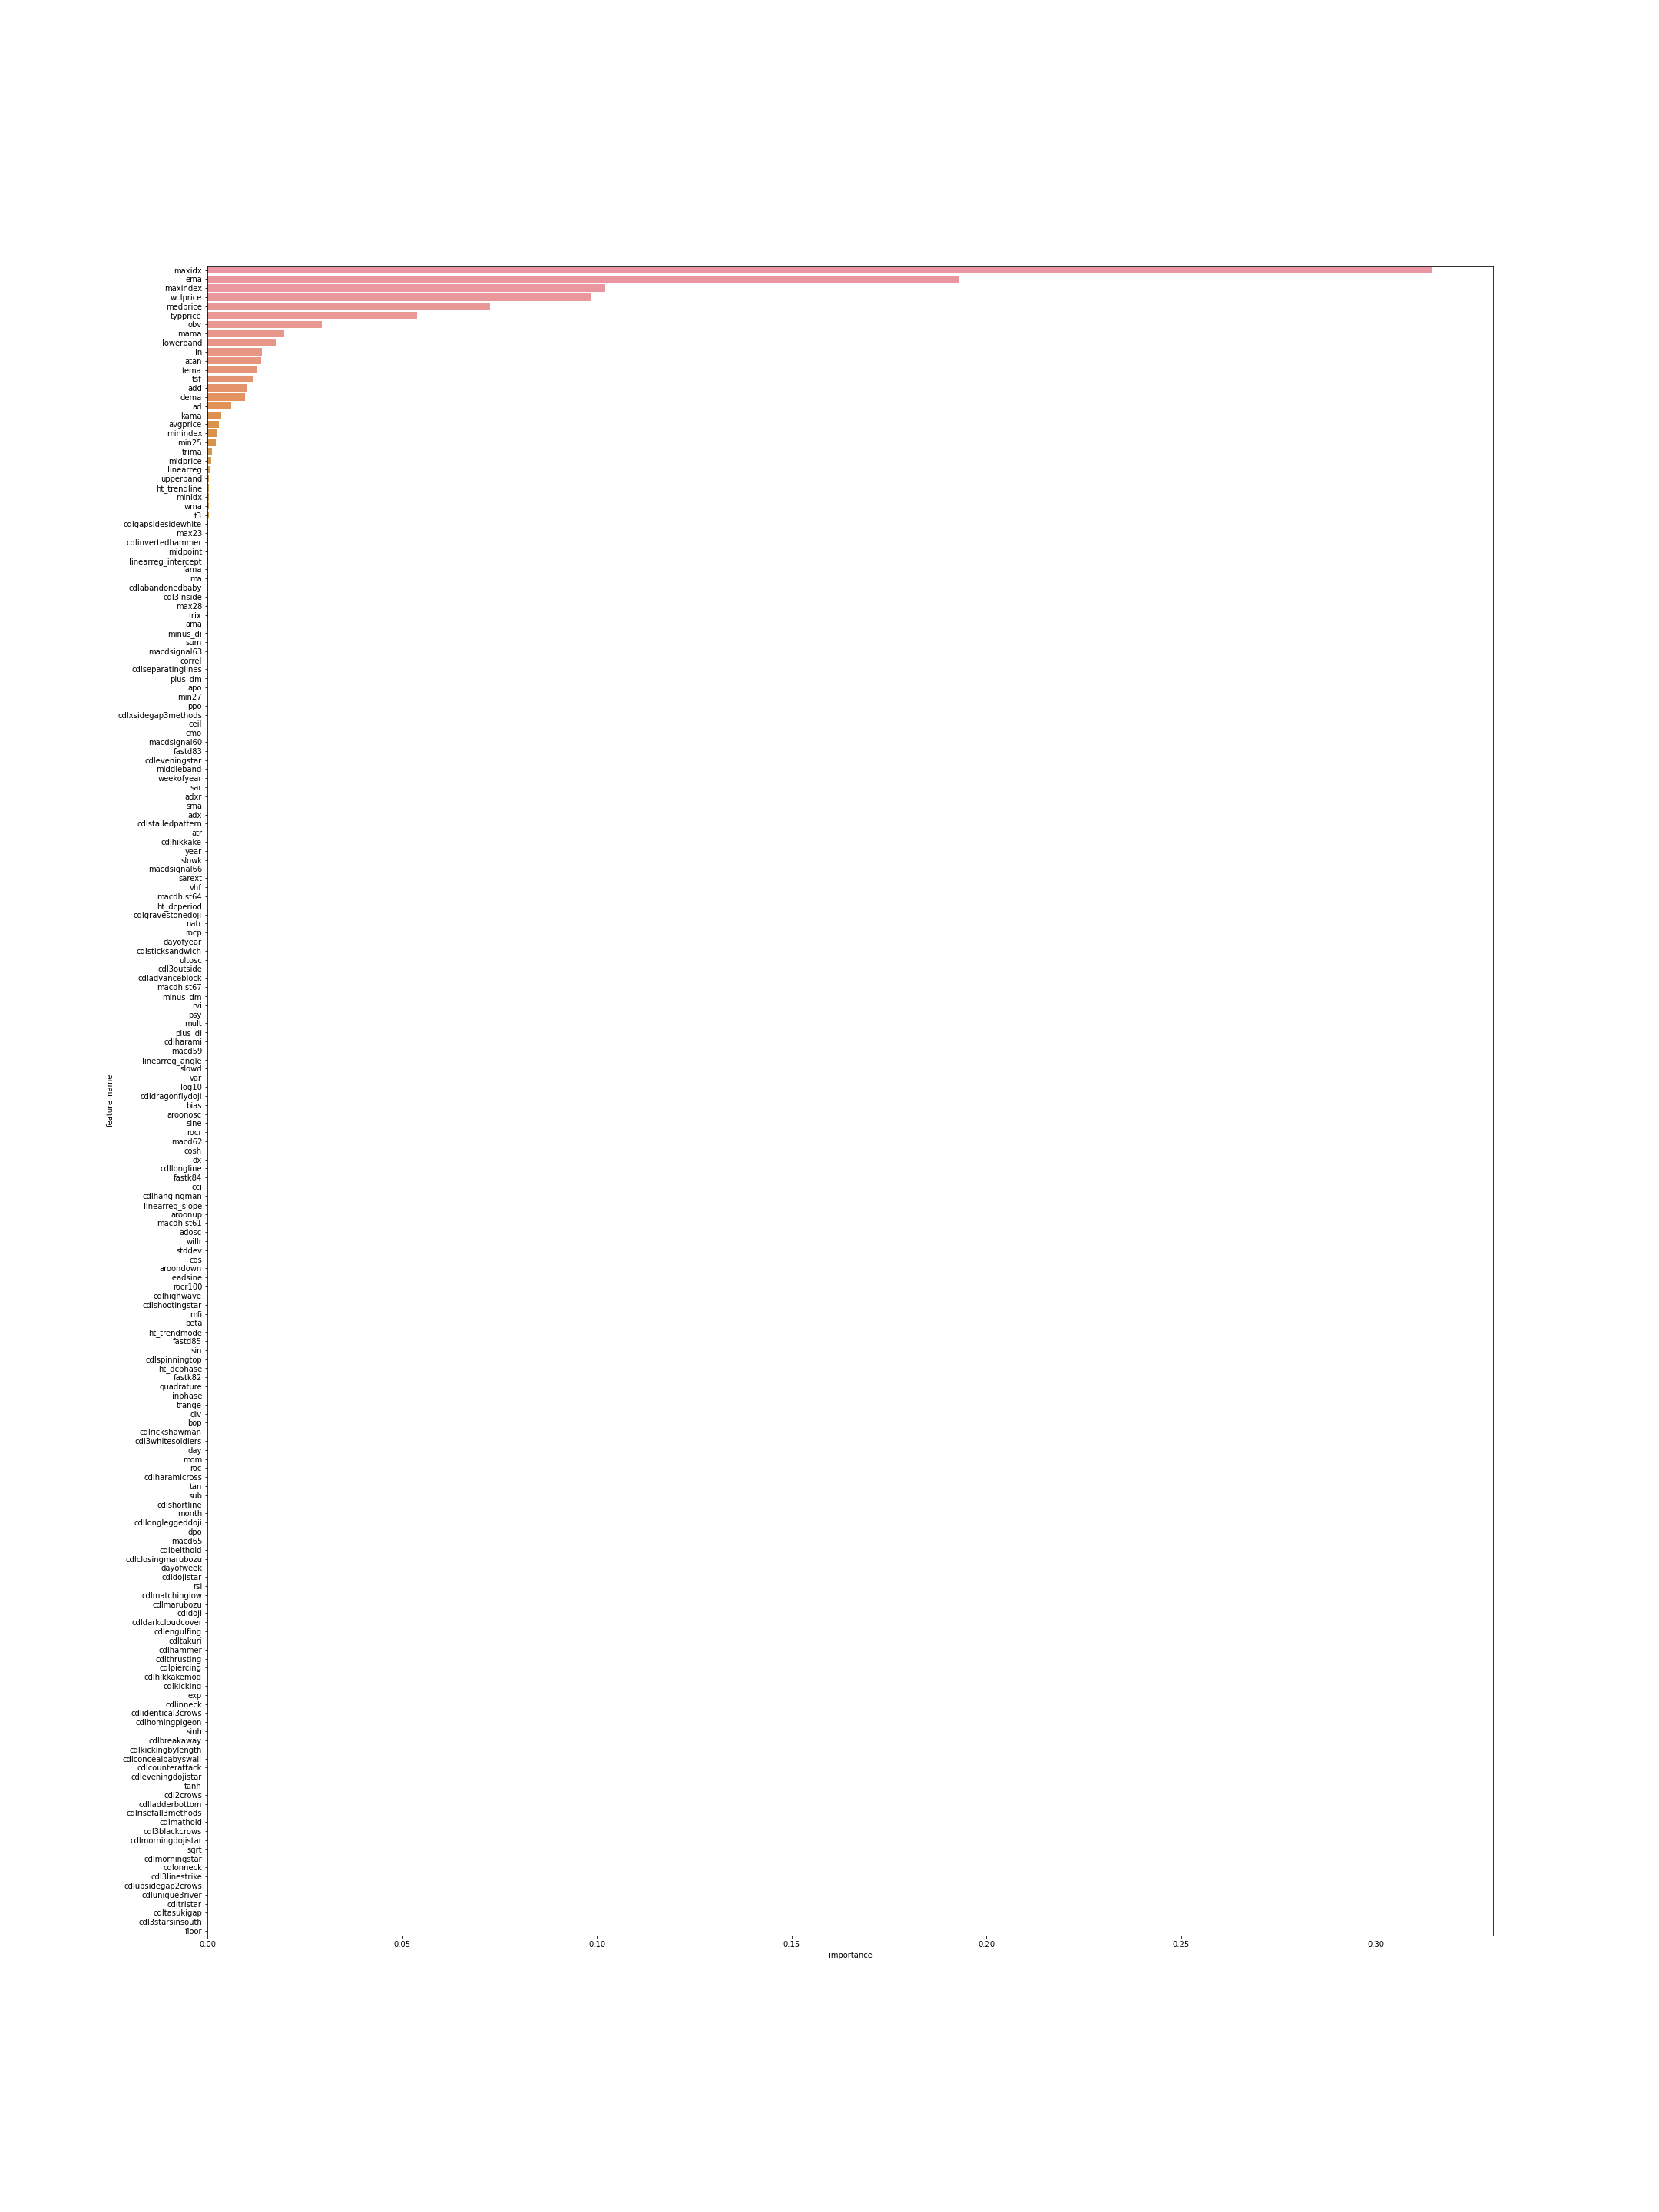 maxidx
ema
maxindex
wclprice
medprice
typprice
obv
mama
lowerband
ln
atan
tema
tsf
add
dema
ad
kama
avgprice
minindex
min25
trima
midprice
linearreg
upperband
ht_trendline
minidx
wma
t3
cdlgapsidesidewhite
max23
cdlinvertedhammer
midpoint
linearreg_intercept
fama
ma
cdlabandonedbaby
cdl3inside
max28
trix
ama
minus_di
sum
macdsignal63
correl
cdlseparatinglines
plus_dm
apo
min27
ppo
cdlxsidegap3methods
ceil
cmo
macdsignal60
fastd83
cdleveningstar
middleband
weekofyear
sar
adxr
sma
adx
cdlstalledpattern
atr
cdlhikkake
year
slowk
macdsignal66
sarext
vhf
macdhist64
ht_dcperiod
cdlgravestonedoji
natr
rocp
dayofyear
cdlsticksandwich
ultosc
cdl3outside
cdladvanceblock
macdhist67
minus_dm
rvi
psy
mult
plus_di
cdlharami
macd59
linearreg_angle
slowd
var
log10
cdldragonflydoji
bias
aroonosc
sine
rocr
macd62
cosh
dx
cdllongline
fastk84
cci
cdlhangingman
linearreg_slope
aroonup
macdhist61
adosc
willr
stddev
cos
aroondown
leadsine
rocr100
cdlhighwave
cdlshootingstar
mfi
beta
ht_trendmode
fastd85
sin
cdlspinningtop
ht_dcphase
fastk82
quadrature
inphase
trange
div
bop
cdlrickshawman
cdl3whitesoldiers
day
mom
roc
cdlharamicross
tan
sub
cdlshortline
month
cdllongleggeddoji
dpo
macd65
cdlbelthold
cdlclosingmarubozu
dayofweek
cdldojistar
rsi
cdlmatchinglow
cdlmarubozu
cdldoji
cdldarkcloudcover
cdlengulfing
cdltakuri
cdlhammer
cdlthrusting
cdlpiercing
cdlhikkakemod
cdlkicking
exp
cdlinneck
cdlidentical3crows
cdlhomingpigeon
sinh
cdlbreakaway
cdlkickingbylength
cdlconcealbabyswall
cdlcounterattack
cdleveningdojistar
tanh
cdl2crows
cdlladderbottom
cdlrisefall3methods
cdlmathold
cdl3blackcrows
cdlmorningdojistar
sqrt
cdlmorningstar
cdlonneck
cdl3linestrike
cdlupsidegap2crows
cdlunique3river
cdltristar
cdltasukigap
cdl3starsinsouth
floor
feature_name
0.00 0.05 0.10 0.15 0.20 0.25 0.30
importance